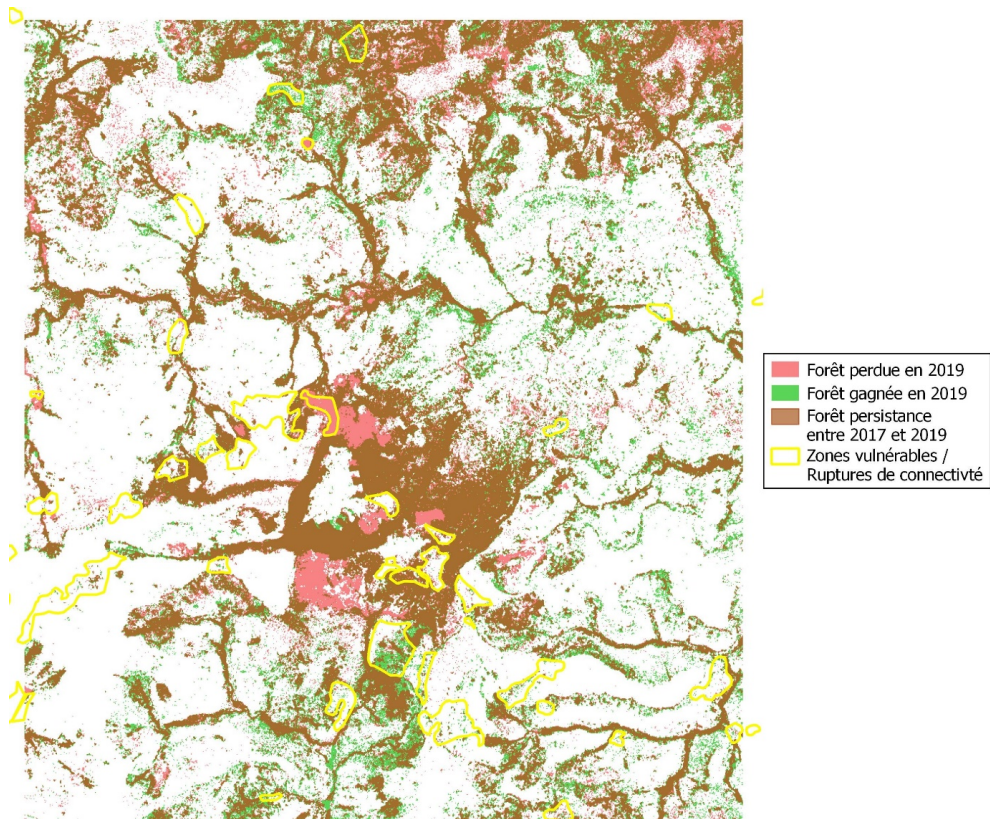 Forêt perdue en 2019
Forêt gagnée en 2019
Forêt persistance
entre 2017 et 2019
Zones vulnérables /
Ruptures de connectivté